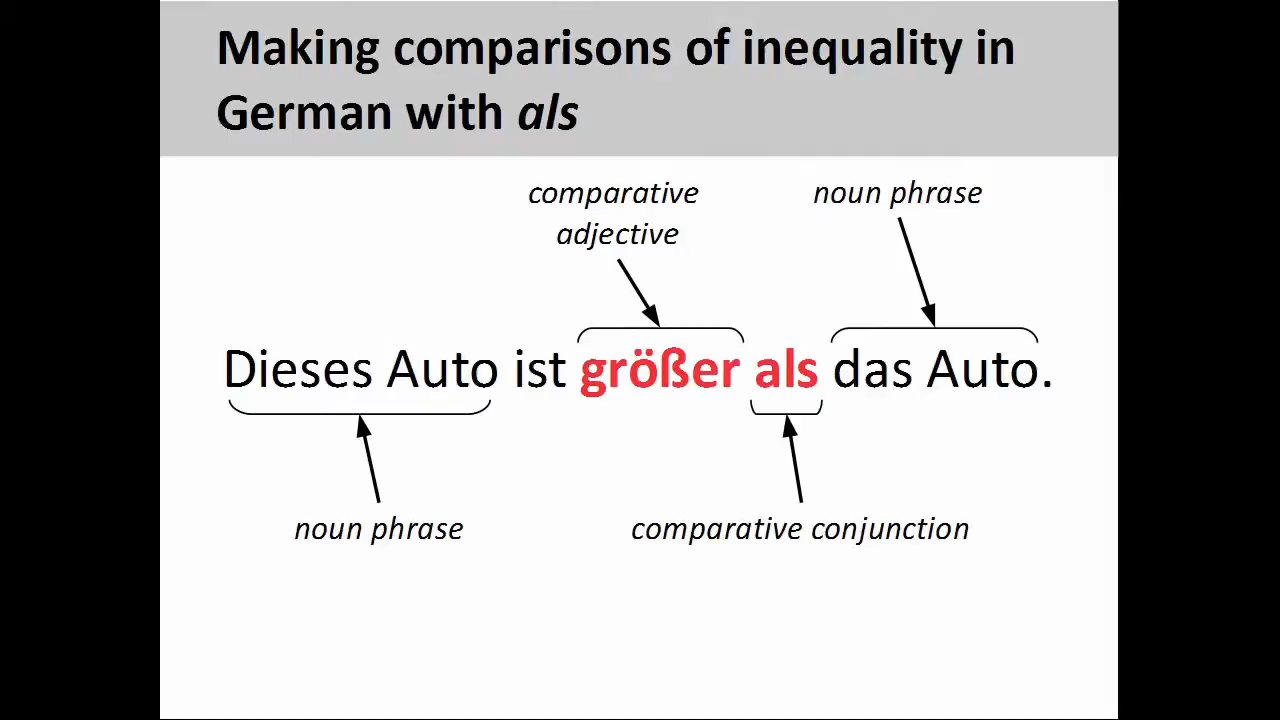 Making comparisons of inequality in
German with als
comparative
adjective
noun phrase
Dieses Auto ist größer als das Auto.
noun phrase
comparative conjunction